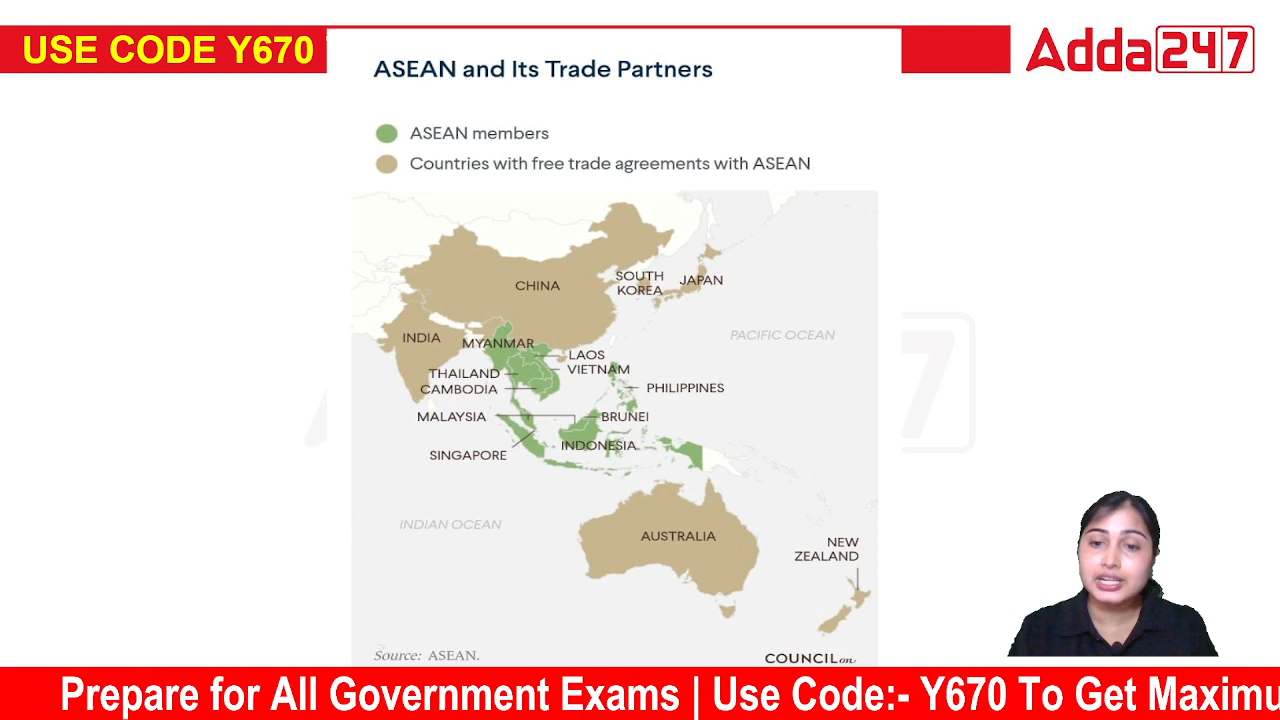 USE CODE Y670
Adda247
ASEAN and Its Trade Partners
ASEAN members
Countries with free trade agreements with ASEAN
CHINA
SOUTH
KOREA
JAPAN
INDIA
MYANMAR
PACIFIC OCEAN
LAOS
VIETNAM
THAILAND
CAMBODIA
PHILIPPINES
MALAYSIA
BRUNEI
INDONESIA
SINGAPORE
INDIAN OCEAN
AUSTRALIA
NEW
ZEALAND
Source: ASEAN.
COUNCIL on
Prepare for All Government Exams | Use Code:- Y670 To Get Maximu